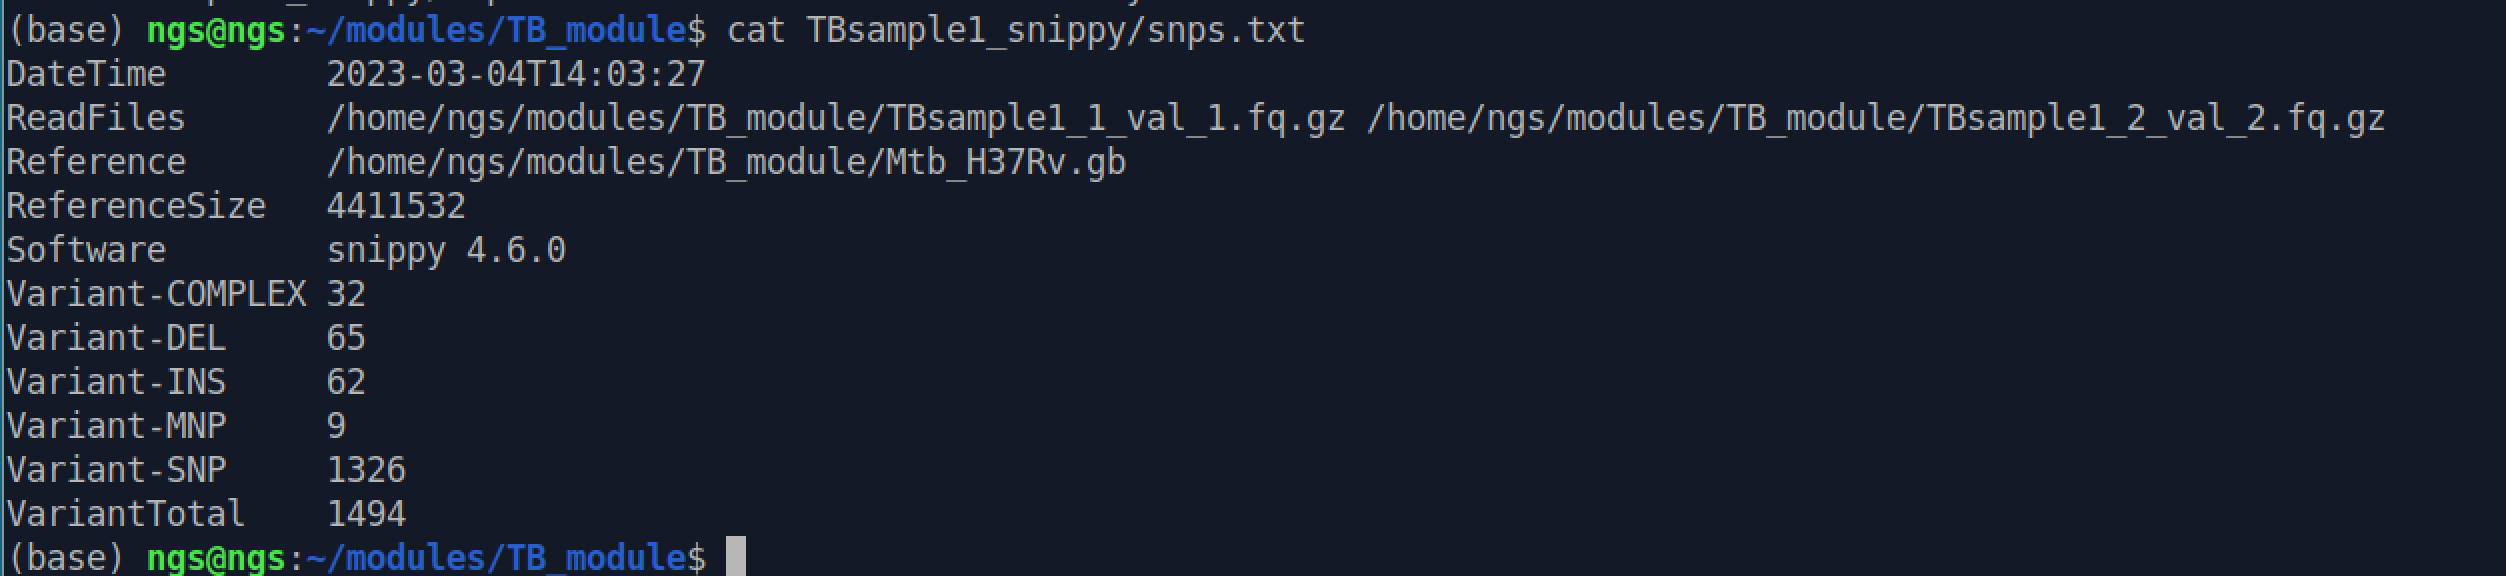 (base) ngs@ngs:~/modules/TB_module$ cat TBsample1_snippy/snps.txt
DateTime        2023-03-04T14:03:27
ReadFiles       /home/ngs/modules/TB_module/TBsample1_1_val_1.fq.gz /home/ngs/modules/TB_module/TBsample1_2_val_2.fq.gz
Reference       /home/ngs/modules/TB_module/Mtb_H37Rv.gb
ReferenceSize   4411532
Software        snippy 4.6.0
Variant-COMPLEX 32
Variant-DEL     65
Variant-INS     62
Variant-MNP     9
Variant-SNP     1326
VariantTotal    1494
(base) ngs@ngs:~/modules/TB_module$